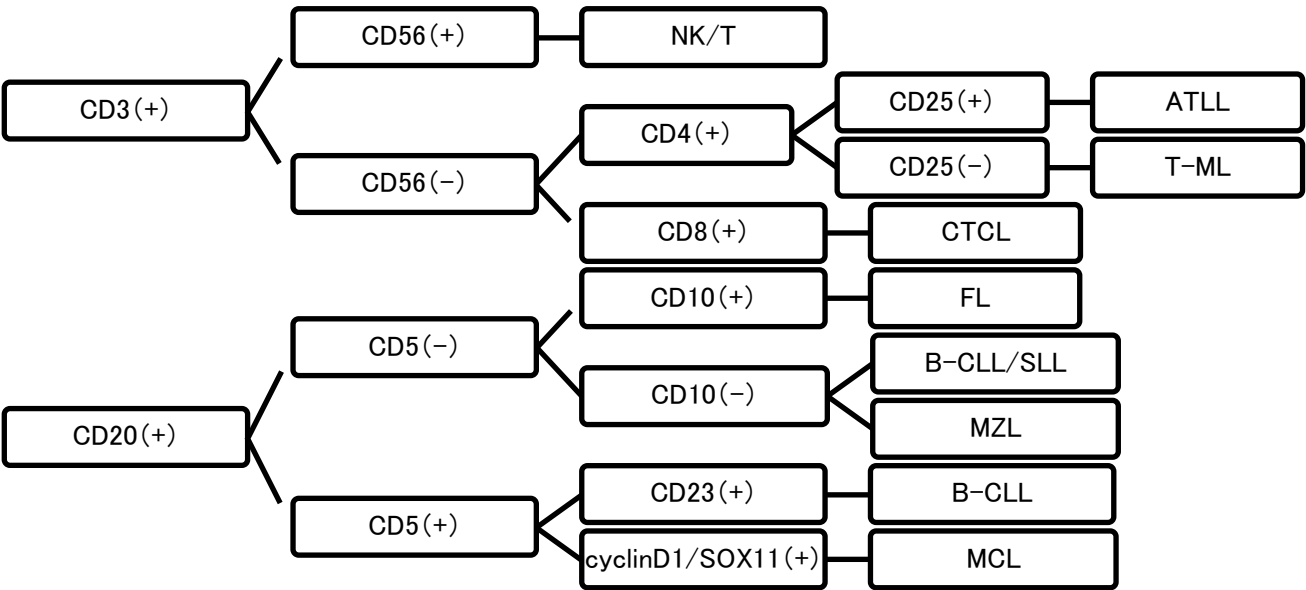 CD56(+)
NK/T
CD3(+)
CD25(+)
ATLL
CD4(+)
CD56(−)
CD25(−)
T−ML
CD8(+)
CTCL
CD10(+)
FL
CD5(−)
B−CLL/SLL
CD10(−)
MZL
CD20(+)
CD23(+)
B−CLL
CD5(+)
cyclinD1/SOX11(+)
MCL